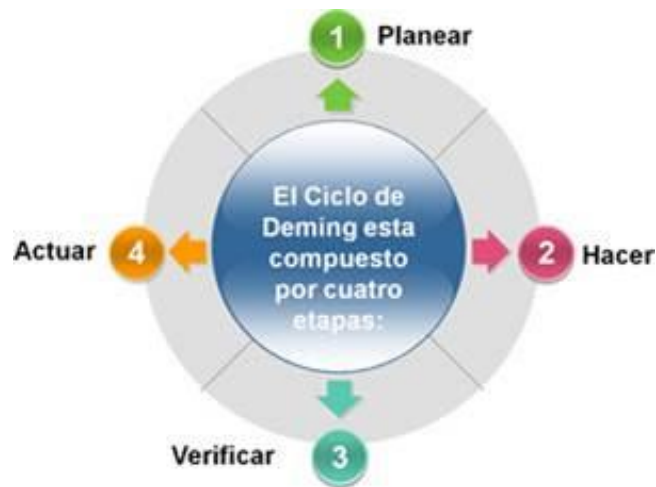 1 Planear
El Ciclo de
Deming esta
compuesto
por cuatro
etapas:
Actuar 4
2 Hacer
Verificar 3